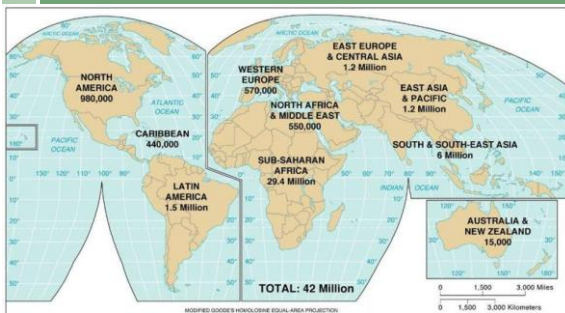 ARCTIC OCEAN
ARCTIC OCEAN
NORTH
AMERICA
980,000
PACIFIC
OCEAN
ATLANTIC
OCEAN
CARIBBEAN
440,000
LATIN
AMERICA
1.5 Million
WESTERN
EUROPE
570,000
EAST EUROPE
& CENTRAL ASIA
1.2 Million
NORTH AFRICA
& MIDDLE EAST
550,000
EAST ASIA
& PACIFIC
1.2 Million
PACIFIC
OCEAN
SOUTH & SOUTH-EAST ASIA
6 Million
SUB-SAHARAN
AFRICA
29.4 Million
INDIAN OCEAN
AUSTRALIA &
NEW ZEALAND
15,000
TOTAL: 42 Million
0 1,500 3,000 Miles
0 1,500 3,000 Kilometers
MODIFIED GOODE'S HOMOLOSINE EQUAL-AREA PROJECTION